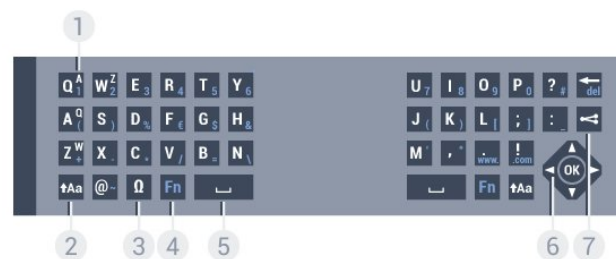 1
Q A 1 W Z 2 E 3 R 4 T 5 Y 6 U 7 I 8 O 9 P 0 ? # del
A Q ( S ) D % F € G $ H & J ( K ) L [ ; ] : _
Z W + X - C * V / B = N \ M ' , " . www. ! .com
Aa @ ~ Ω Fn Fn Aa OK
2 3 4 5 6 7